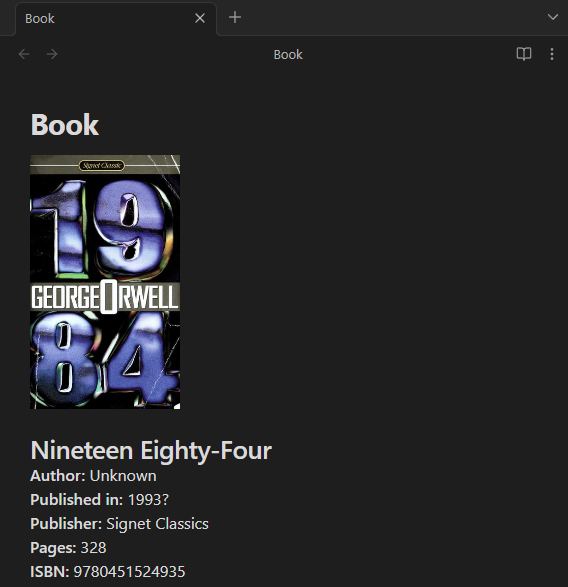 Book
Book
Book
Signet Classic
19
GEORGE ORWELL
84
Nineteen Eighty-Four
Author: Unknown
Published in: 1993?
Publisher: Signet Classics
Pages: 328
ISBN: 9780451524935